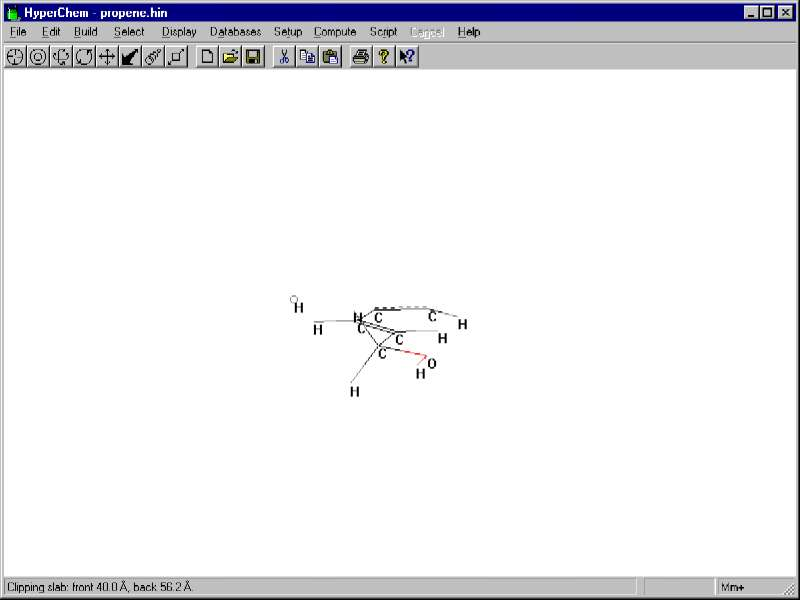 HyperChem - propene.hin
File Edit Build Select Display Databases Setup Compute Script Cancel Help
H
H
H C C H
C C H
C O
H
H
Clipping slab: front 40.0 Å, back 56.2 Å. Mm+